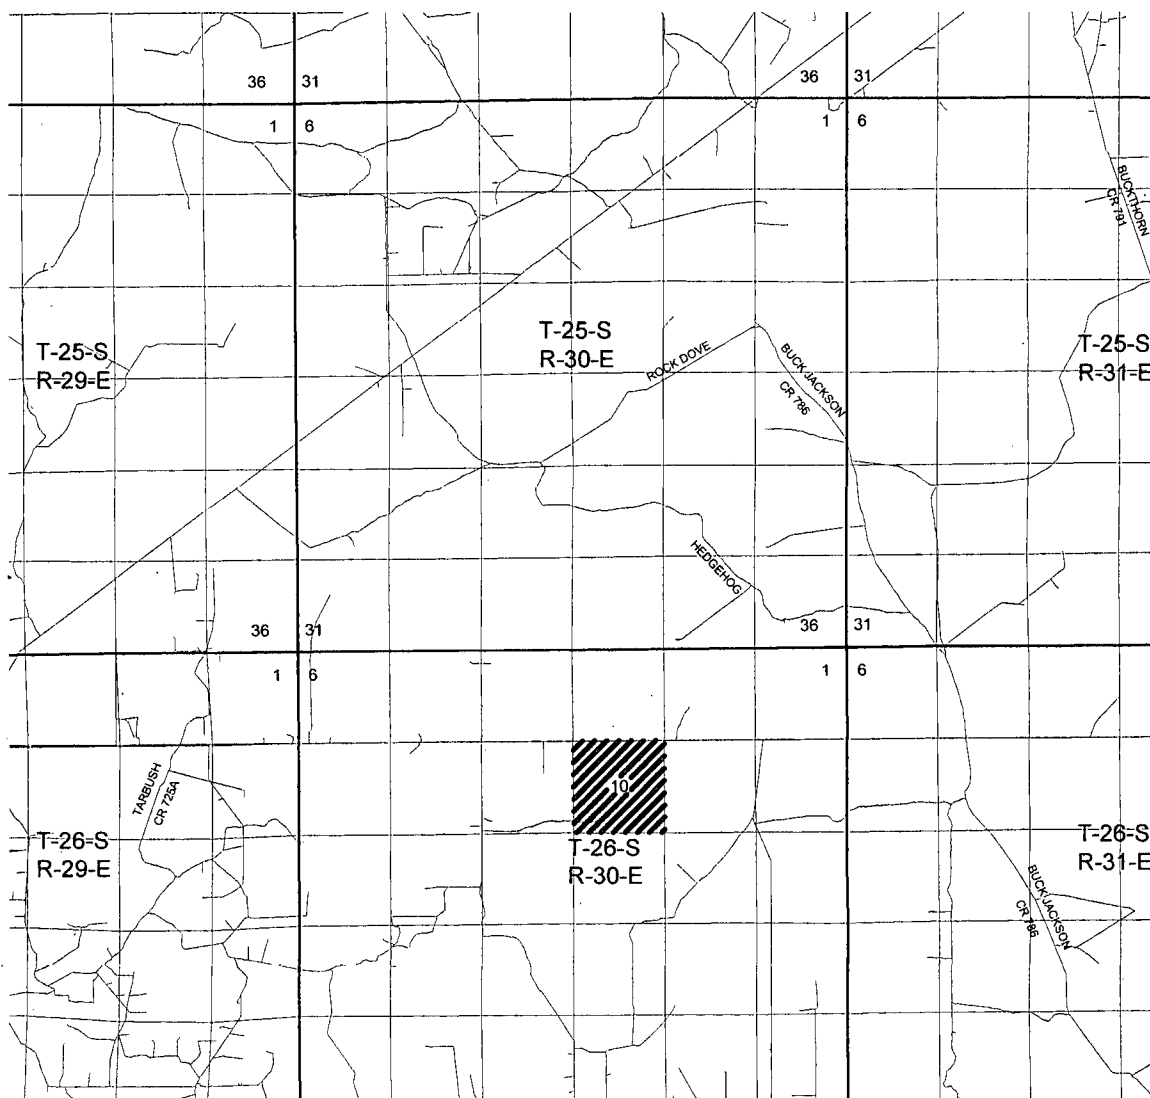 36 31
36 31
1 6
1 6
BUCKTHORN
CR 791
T-25-S
R-29-E
T-25-S
R-30-E
T-25-S
R-31-E
ROCK DOVE
BUCK JACKSON
CR 786
HEDGEHOG
36 31
36 31
1 6
1 6
TARBUSH
CR 725A
10
T-26-S
R-29-E
T-26-S
R-30-E
T-26-S
R-31-E
BUCK JACKSON
CR 786